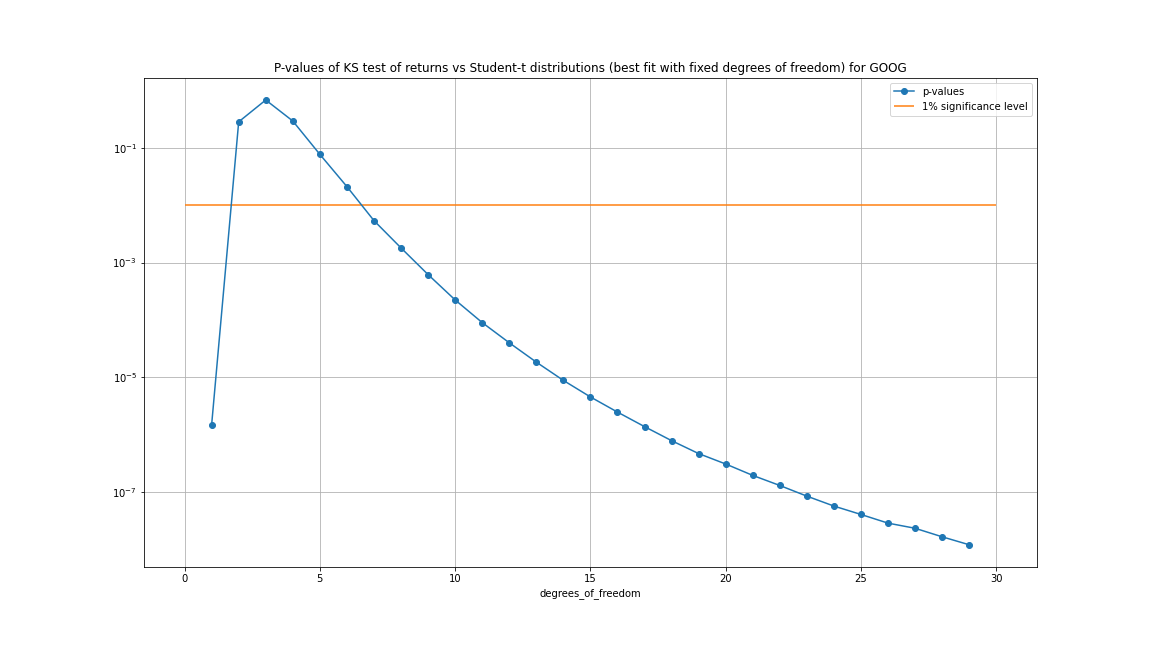 P-values of KS test of returns vs Student-t distributions (best fit with fixed degrees of freedom) for GOOG
p-values
1% significance level
10⁻¹
10⁻³
10⁻⁵
10⁻⁷
0 5 10 15 20 25 30
degrees_of_freedom